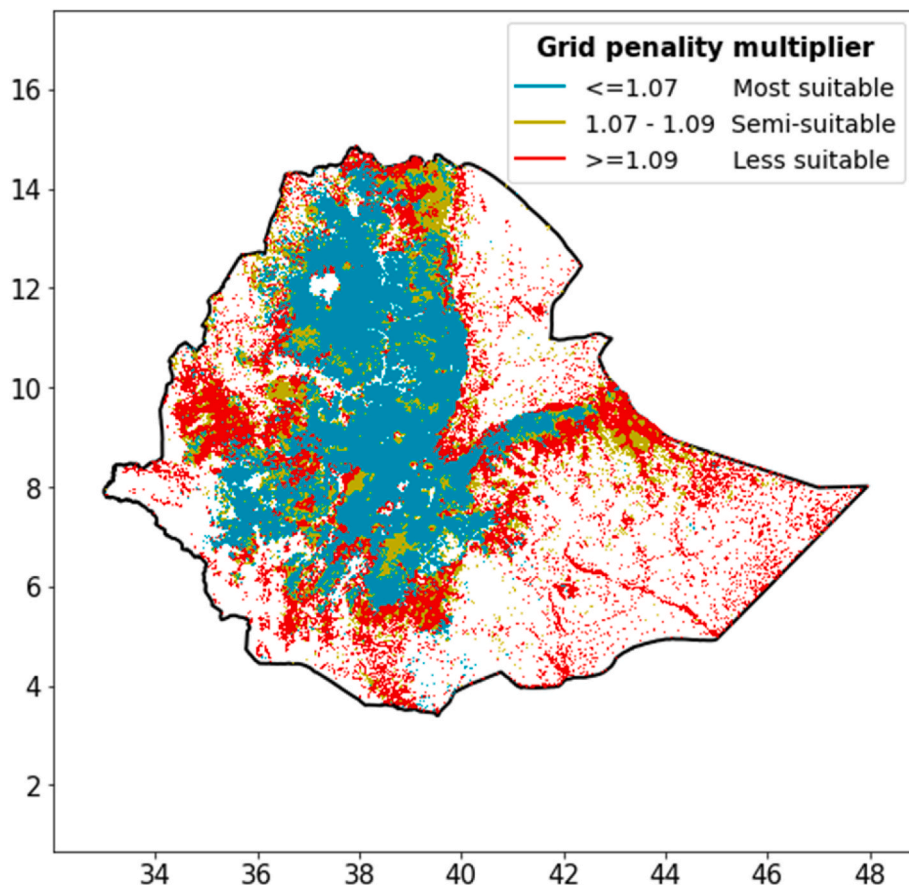 Grid penality multiplier
<=1.07 Most suitable
1.07 - 1.09 Semi-suitable
>=1.09 Less suitable
16
14
12
10
8
6
4
2
34 36 38 40 42 44 46 48